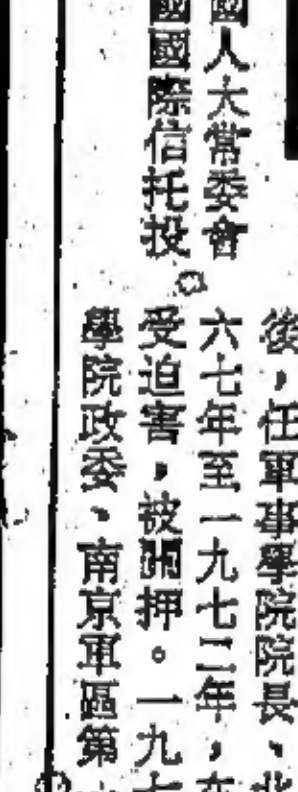 國人大常委會
國國際信托投
後，任軍事學院院長、北
六七年至一九七二年，在
受迫害，被關押。一九七
學院政委、南京軍區第